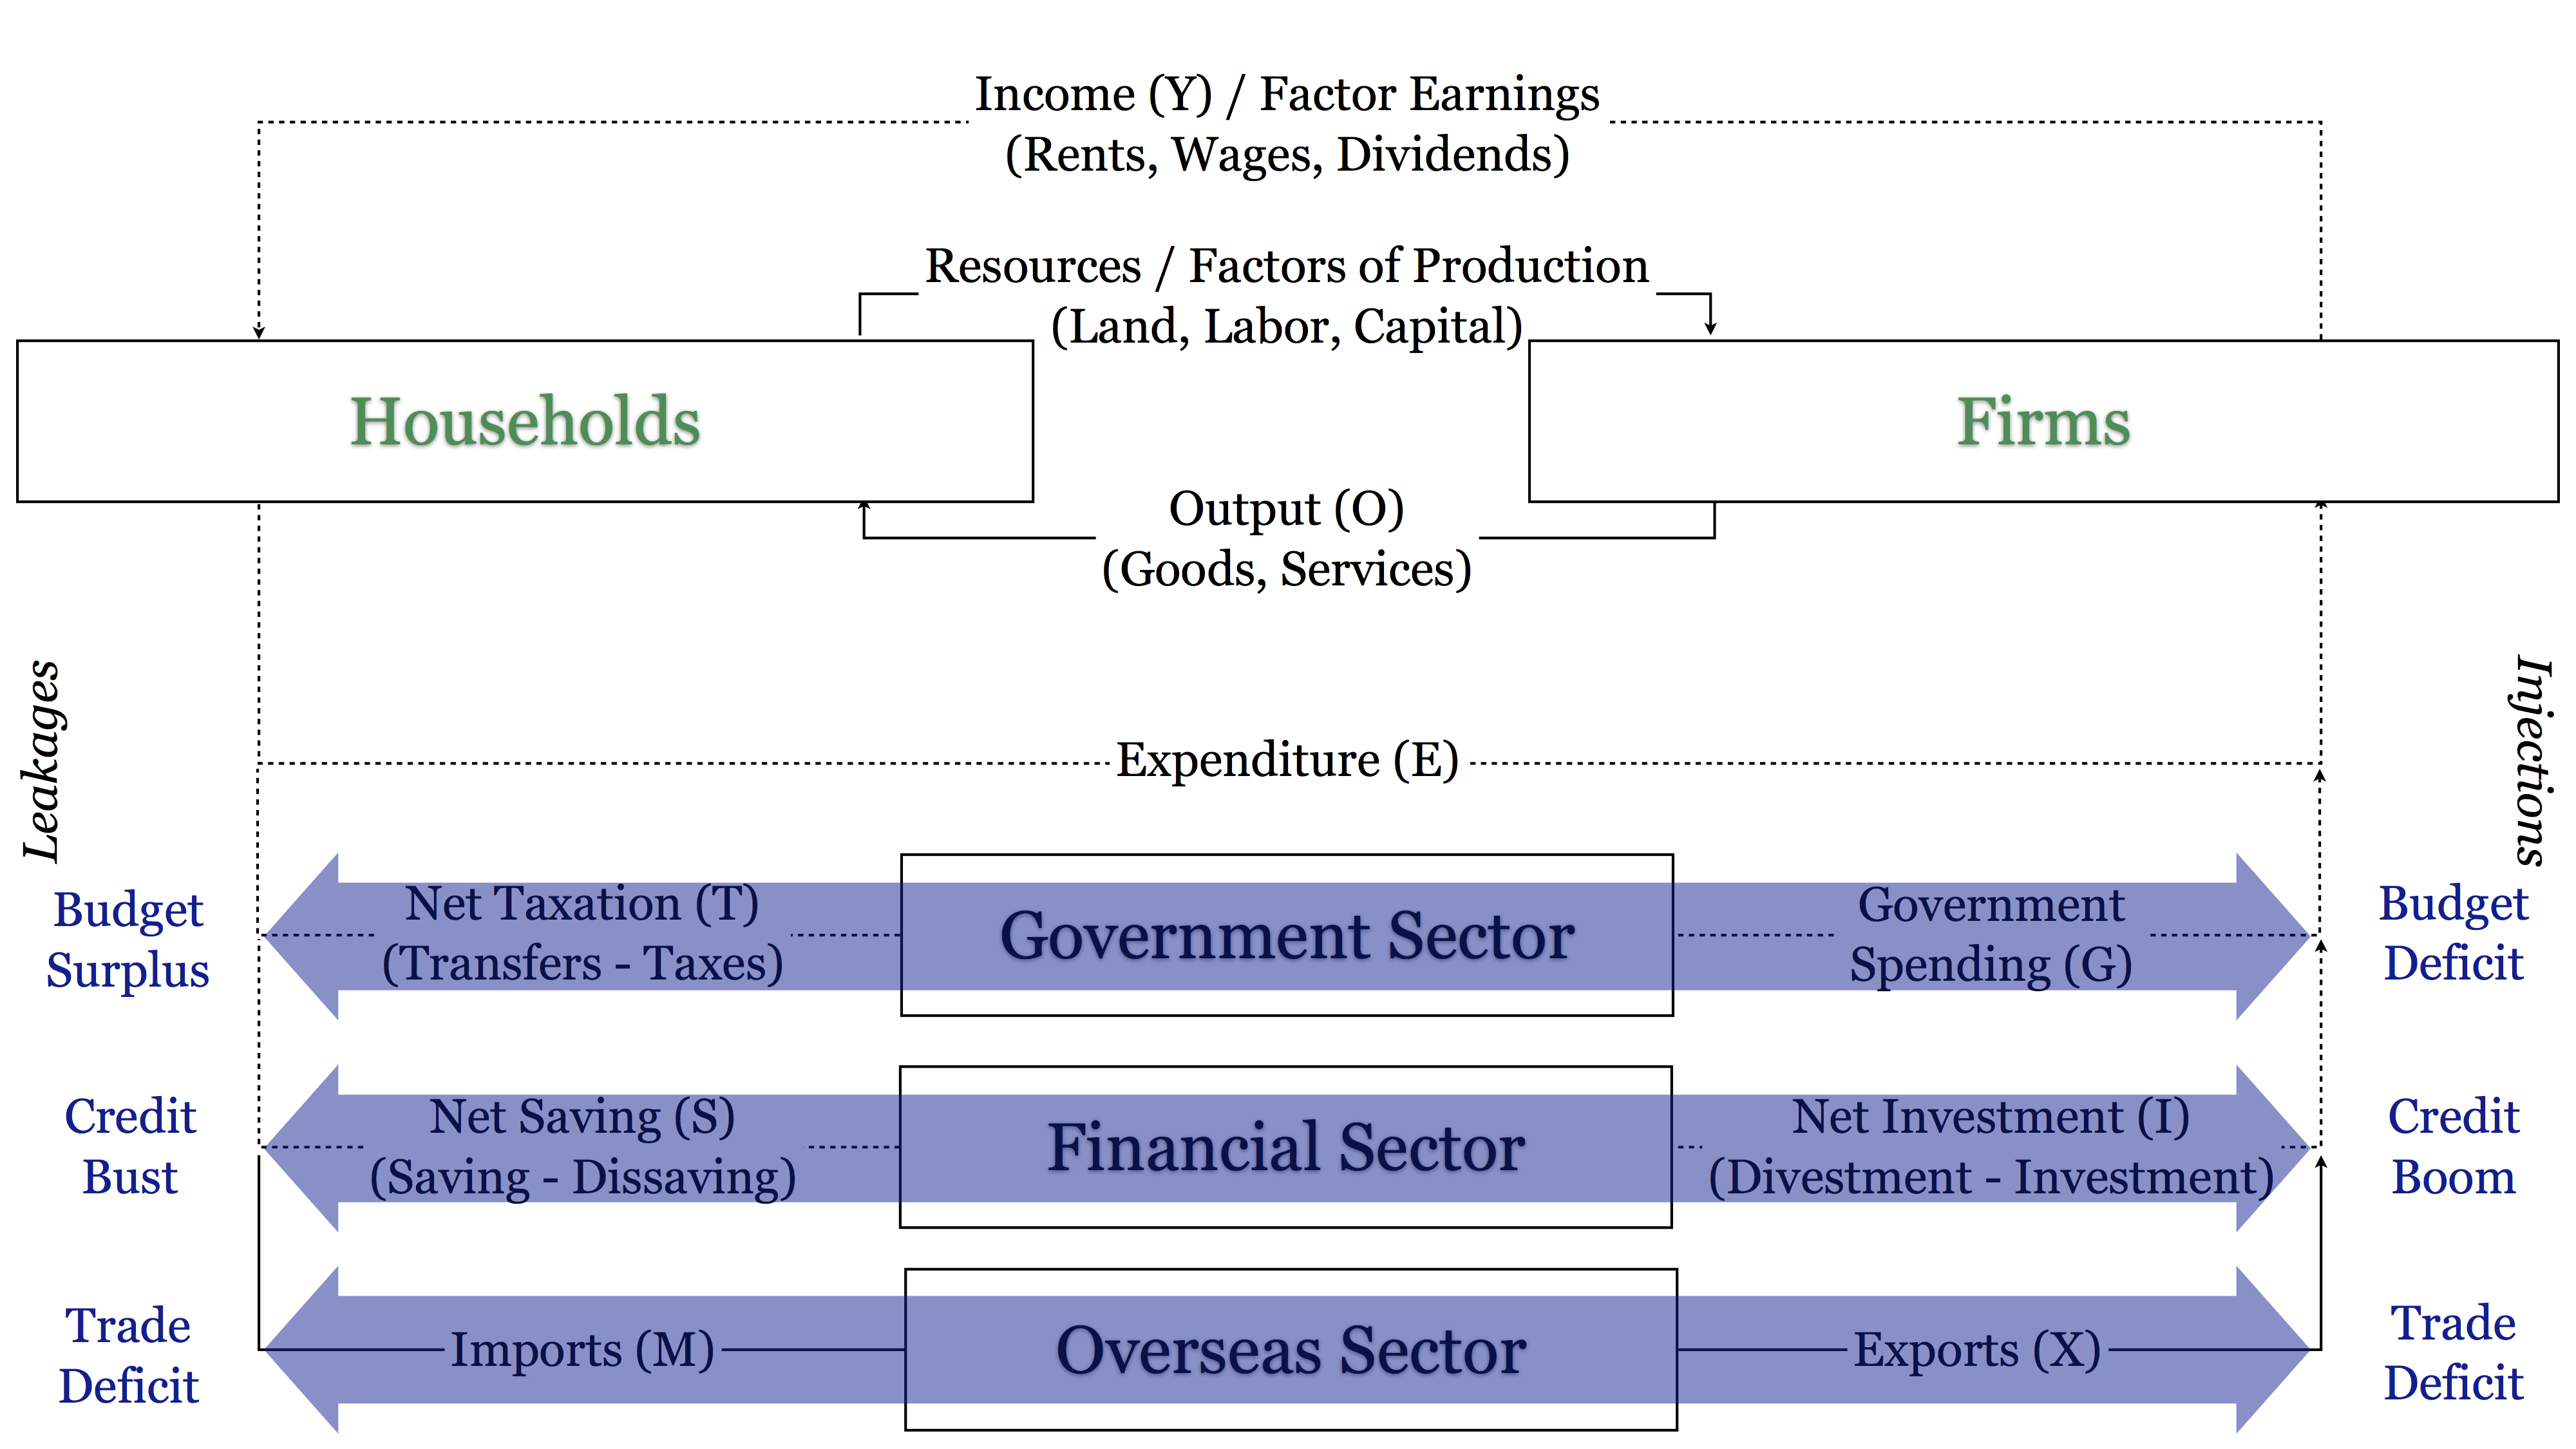 Income (Y) / Factor Earnings
(Rents, Wages, Dividends)
Resources / Factors of Production
(Land, Labor, Capital)
Households
Firms
Output (O)
(Goods, Services)
Leakages
Injections
Expenditure (E)
Budget
Surplus
Net Taxation (T)
(Transfers - Taxes)
Government Sector
Government
Spending (G)
Budget
Deficit
Credit
Bust
Net Saving (S)
(Saving - Dissaving)
Financial Sector
Net Investment (I)
(Divestment - Investment)
Credit
Boom
Trade
Deficit
Imports (M)
Overseas Sector
Exports (X)
Trade
Deficit